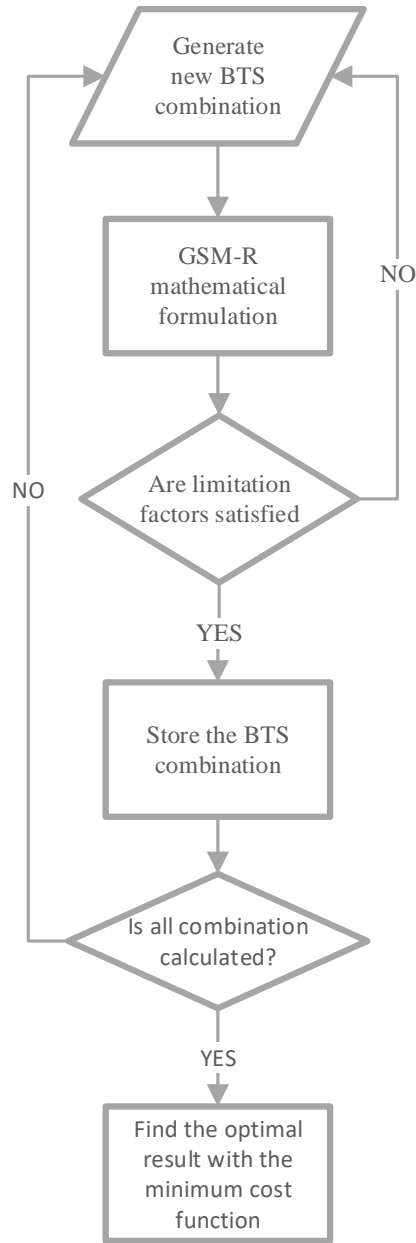 Generate
new BTS
combination
GSM-R
mathematical
formulation
NO
Are limitation
factors satisfied
NO
YES
Store the BTS
combination
Is all combination
calculated?
YES
Find the optimal
result with the
minimum cost
function